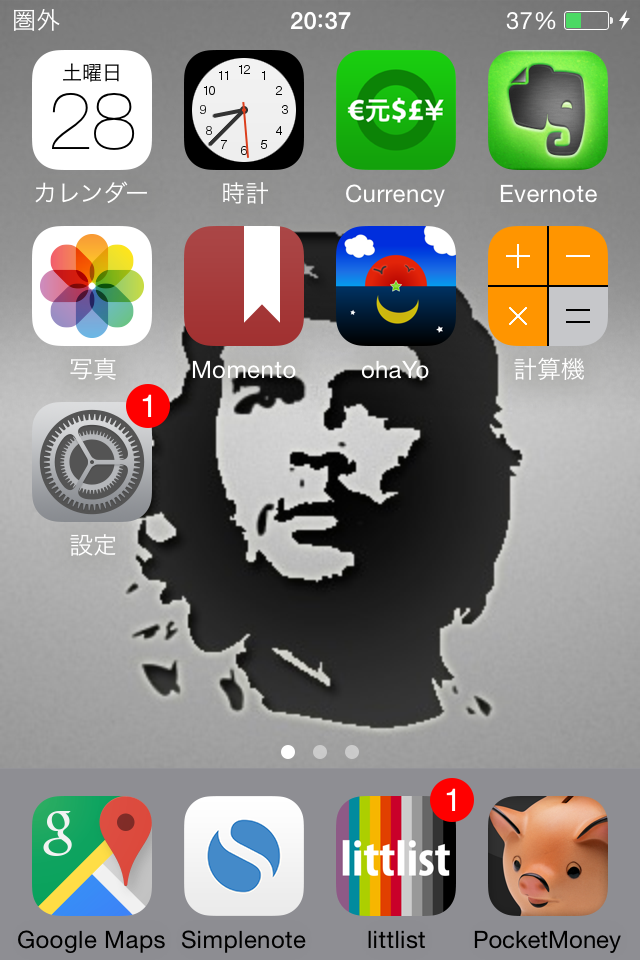 圏外 20:37 37%
土曜日
28
12
11 1
10 2
9 3
8 4
7 5
6
€元$£¥
カレンダー 時計 Currency Evernote
+ −
× =
写真 Momento ohaYo 計算機
1
設定
1
g
littlist
Google Maps Simplenote littlist PocketMoney